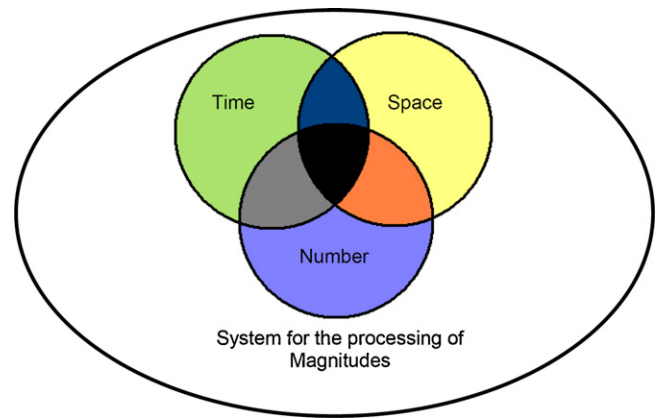 Time
Space
Number
System for the processing of
Magnitudes